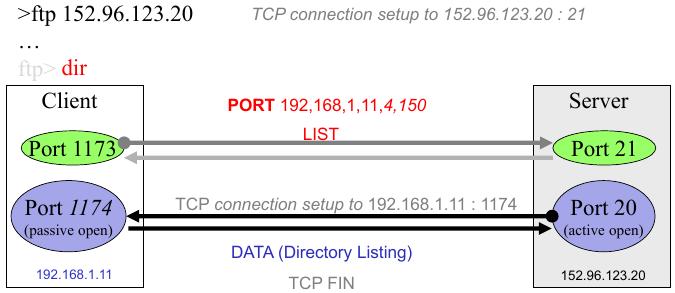 >ftp 152.96.123.20
TCP connection setup to 152.96.123.20 : 21
...
ftp> dir
Client
Server
PORT 192,168,1,11,4,150
LIST
Port 1173
Port 21
TCP connection setup to 192.168.1.11 : 1174
Port 1174
(passive open)
Port 20
(active open)
DATA (Directory Listing)
192.168.1.11
152.96.123.20
TCP FIN